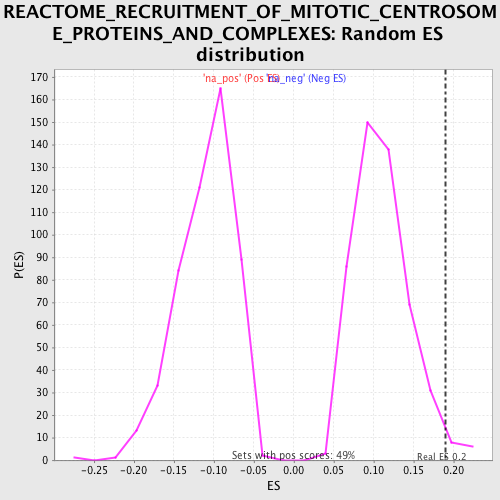 REACTOME_RECRUITMENT_OF_MITOTIC_CENTROSOM
E_PROTEINS_AND_COMPLEXES: Random ES
distribution
'na_pos' (Pos ES)
'na_neg' (Neg ES)
170
160
150
140
130
120
110
100
90
80
70
60
50
40
30
20
10
0
P(ES)
Sets with pos scores: 49%
Real ES 0.2
-0.25 -0.20 -0.15 -0.10 -0.05 0.00 0.05 0.10 0.15 0.20
ES